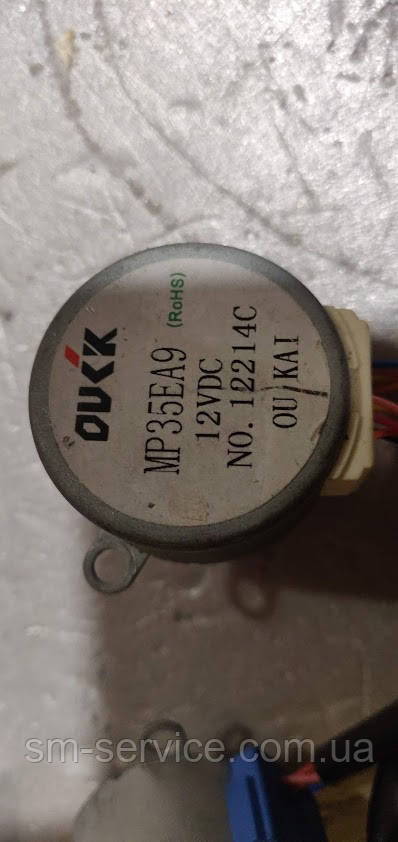 OUKK
MP35EA9
(RoHS)
12VDC
NO. 12214C
OU KAI
sm-service.com.ua